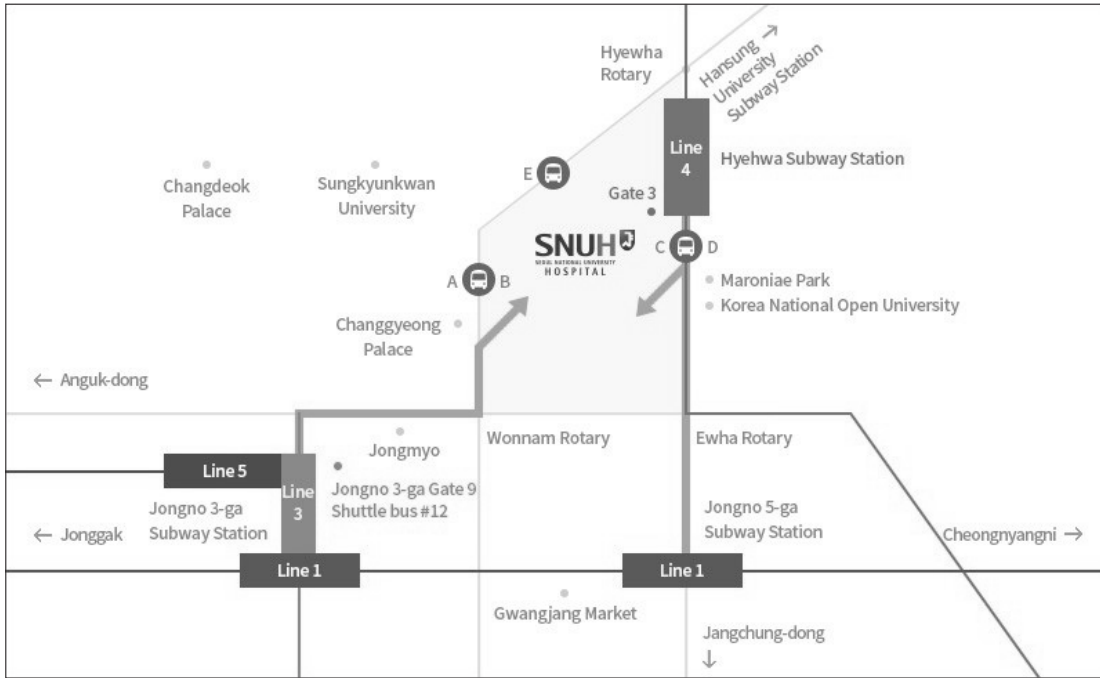 Hyewha
Rotary
Hansung
University
Subway Station
Line
4
Hyehwa Subway Station
Changdeok
Palace
Sungkyunkwan
University
E
Gate 3
SNUH
SEOUL NATIONAL UNIVERSITY
HOSPITAL
C
D
A
B
Maroniae Park
Korea National Open University
Changgyeong
Palace
← Anguk-dong
Jongmyo
Wonnam Rotary
Ewha Rotary
Line 5
Line
3
Jongno 3-ga Gate 9
Shuttle bus #12
Jongno 3-ga
Subway Station
Jongno 5-ga
Subway Station
← Jonggak
Cheongnyangni →
Line 1
Line 1
Gwangjang Market
Jangchung-dong
↓